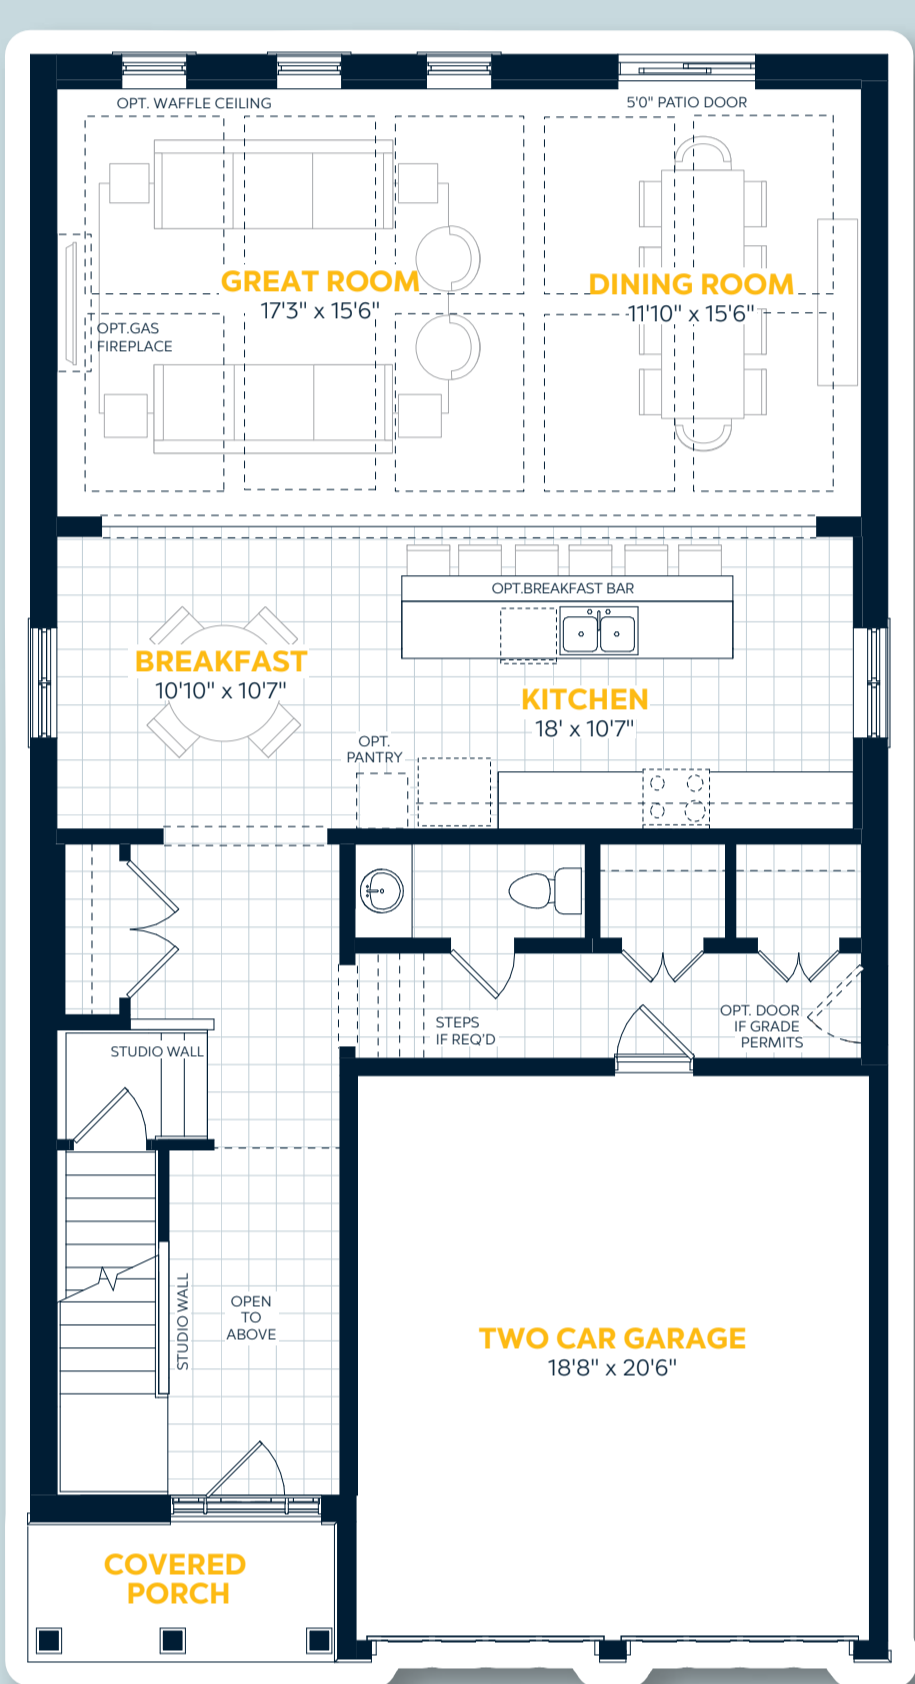 OPT. WAFFLE CEILING
5'0" PATIO DOOR
GREAT ROOM
17'3" x 15'6"
DINING ROOM
11'10" x 15'6"
OPT.GAS
FIREPLACE
OPT.BREAKFAST BAR
BREAKFAST
10'10" x 10'7"
KITCHEN
18' x 10'7"
OPT.
PANTRY
STEPS
IF REQ'D
OPT. DOOR
IF GRADE
PERMITS
STUDIO WALL
STUDIO WALL
OPEN
TO
ABOVE
TWO CAR GARAGE
18'8" x 20'6"
COVERED
PORCH